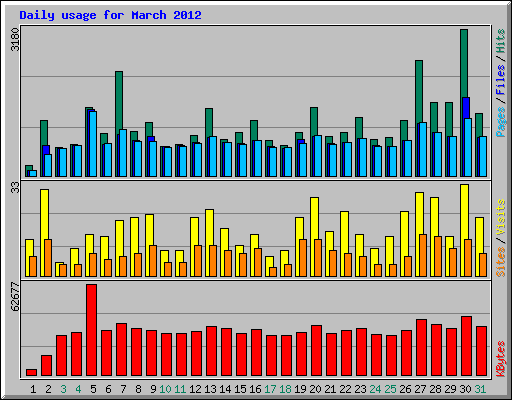 Daily usage for March 2012
3180
Pages / Files / Hits
33
Sites / Visits
62677
KBytes
1 2 3 4 5 6 7 8 9 10 11 12 13 14 15 16 17 18 19 20 21 22 23 24 25 26 27 28 29 30 31